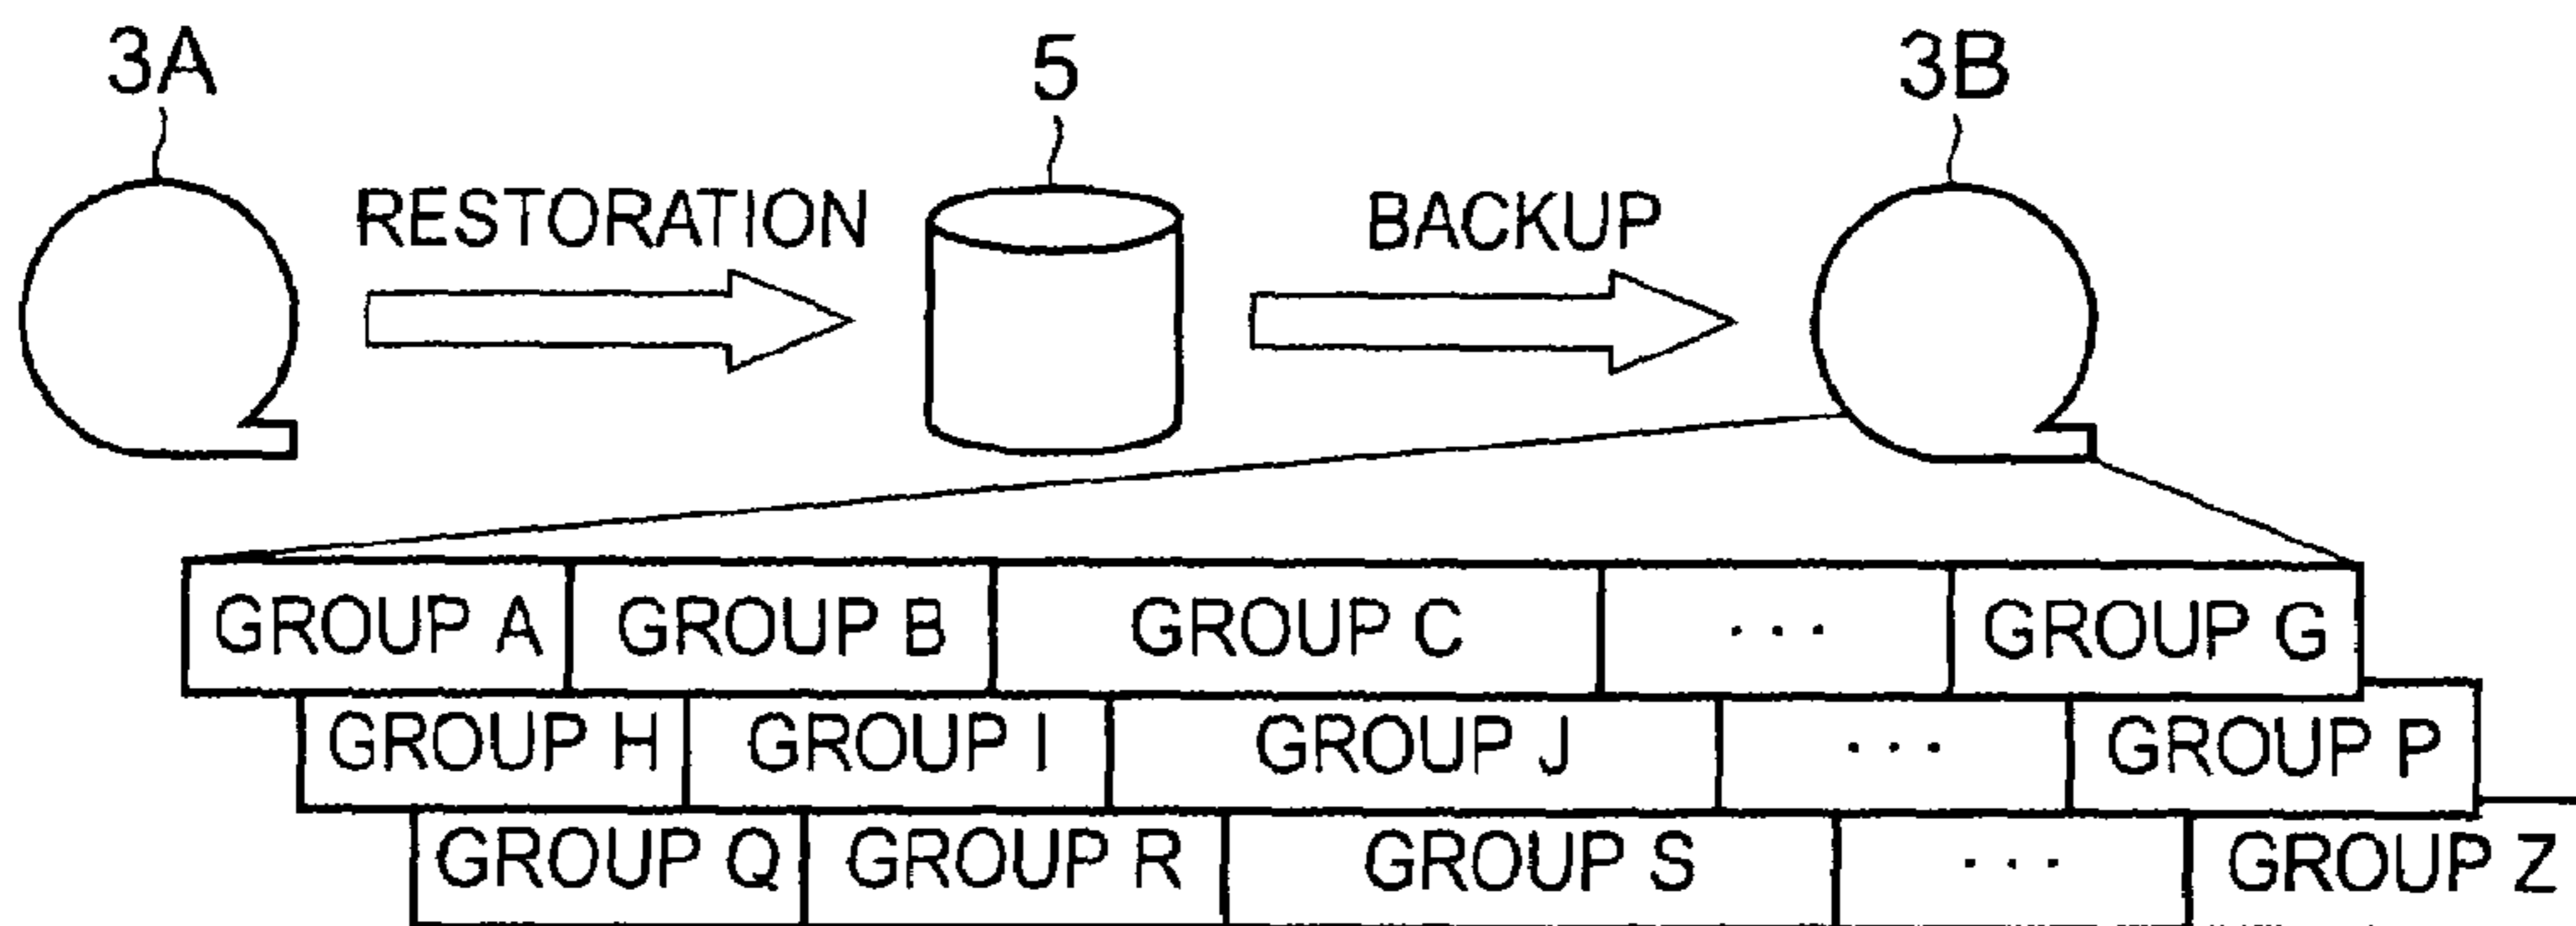 3A 5 3B
RESTORATION BACKUP
GROUP A GROUP B GROUP C ... GROUP G
GROUP H GROUP I GROUP J ... GROUP P
GROUP Q GROUP R GROUP S ... GROUP Z